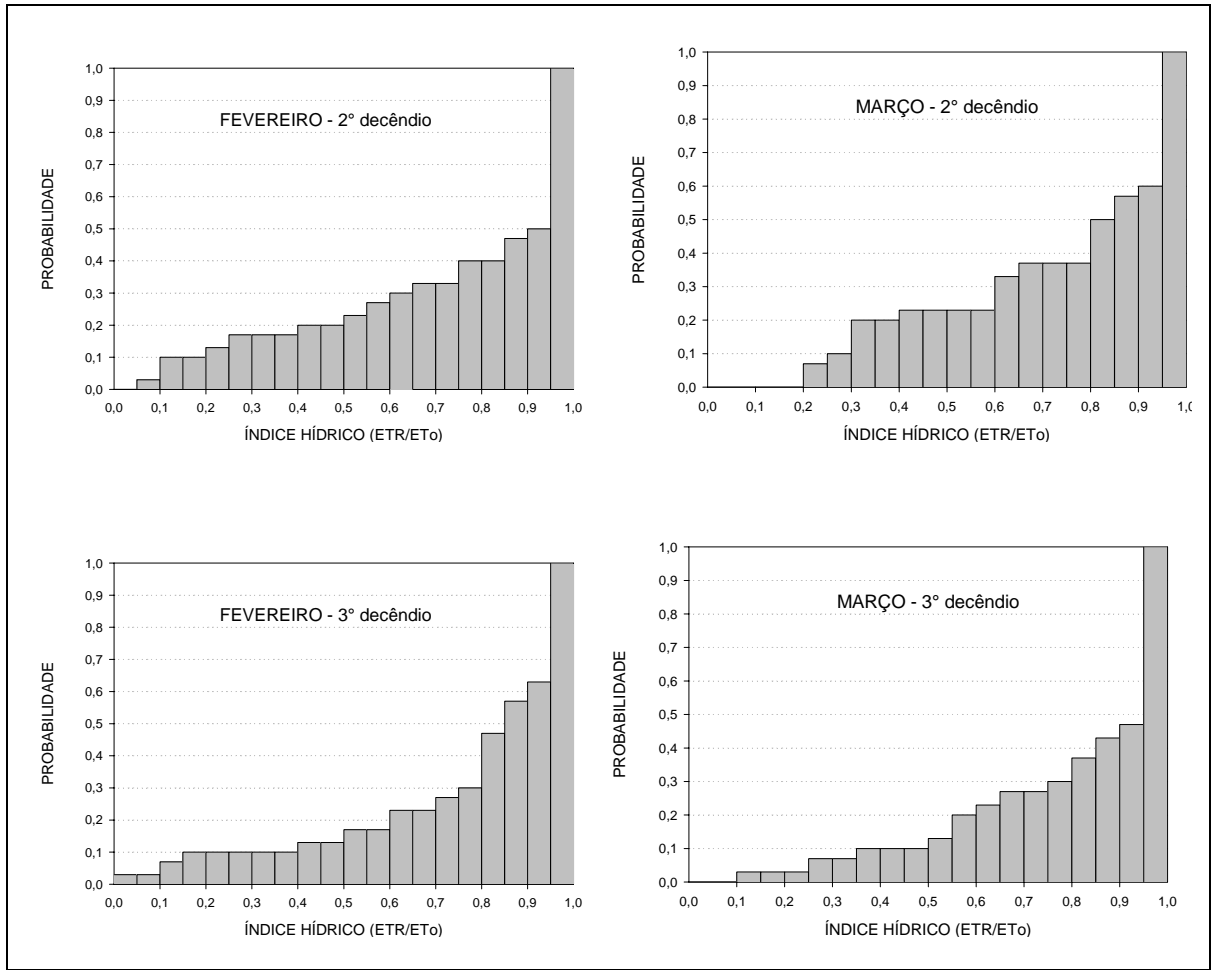 FEVEREIRO - 2° decêndio
PROBABILIDADE
1,0
0,9
0,8
0,7
0,6
0,5
0,4
0,3
0,2
0,1
0,0
0,0 0,1 0,2 0,3 0,4 0,5 0,6 0,7 0,8 0,9 1,0
ÍNDICE HÍDRICO (ETR/ETo)
MARÇO - 2° decêndio
PROBABILIDADE
1,0
0,9
0,8
0,7
0,6
0,5
0,4
0,3
0,2
0,1
0,0
0,0 0,1 0,2 0,3 0,4 0,5 0,6 0,7 0,8 0,9 1,0
ÍNDICE HÍDRICO (ETR/ETo)
FEVEREIRO - 3° decêndio
PROBABILIDADE
1,0
0,9
0,8
0,7
0,6
0,5
0,4
0,3
0,2
0,1
0,0
0,0 0,1 0,2 0,3 0,4 0,5 0,6 0,7 0,8 0,9 1,0
ÍNDICE HÍDRICO (ETR/ETo)
MARÇO - 3° decêndio
PROBABILIDADE
1,0
0,9
0,8
0,7
0,6
0,5
0,4
0,3
0,2
0,1
0,0
0,0 0,1 0,2 0,3 0,4 0,5 0,6 0,7 0,8 0,9 1,0
ÍNDICE HÍDRICO (ETR/ETo)